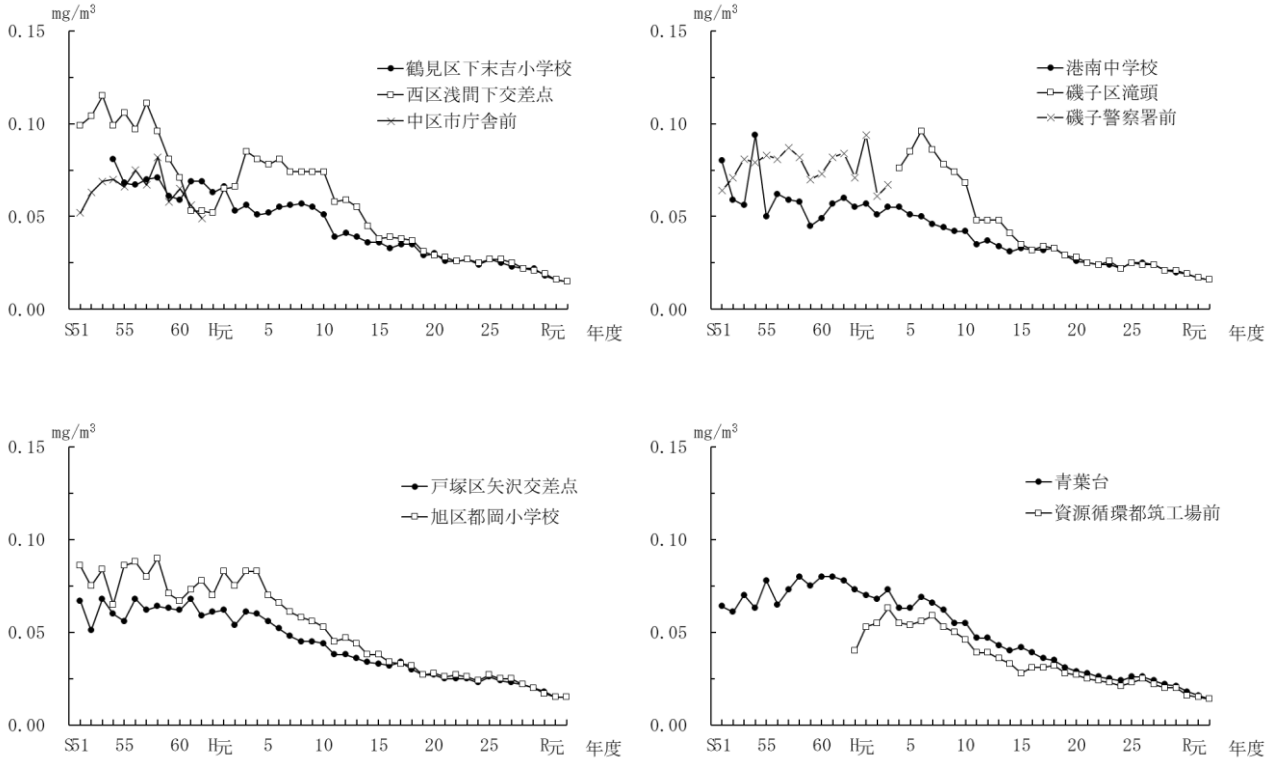 mg/m³
0.15
0.10
0.05
0.00
鶴見区下末吉小学校
西区浅間下交差点
中区市庁舎前
S51 55 60 H元 5 10 15 20 25 R元 年度
mg/m³
0.15
0.10
0.05
0.00
港南中学校
磯子区滝頭
磯子警察署前
S51 55 60 H元 5 10 15 20 25 R元 年度
mg/m³
0.15
0.10
0.05
0.00
戸塚区矢沢交差点
旭区都岡小学校
S51 55 60 H元 5 10 15 20 25 R元 年度
mg/m³
0.15
0.10
0.05
0.00
青葉台
資源循環都筑工場前
S51 55 60 H元 5 10 15 20 25 R元 年度